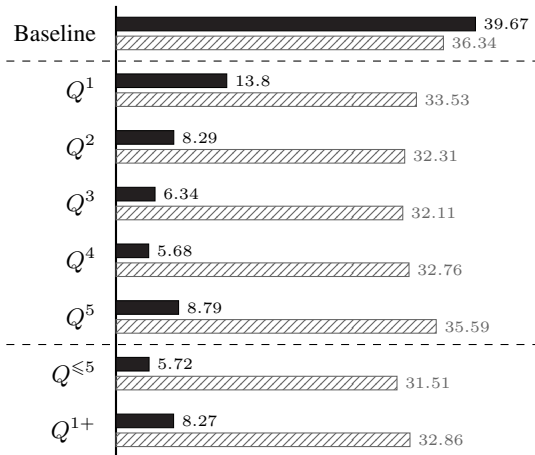 Baseline
39.67
36.34
Q¹
13.8
33.53
Q²
8.29
32.31
Q³
6.34
32.11
Q⁴
5.68
32.76
Q⁵
8.79
35.59
Q^{⩽5}
5.72
31.51
Q¹⁺
8.27
32.86